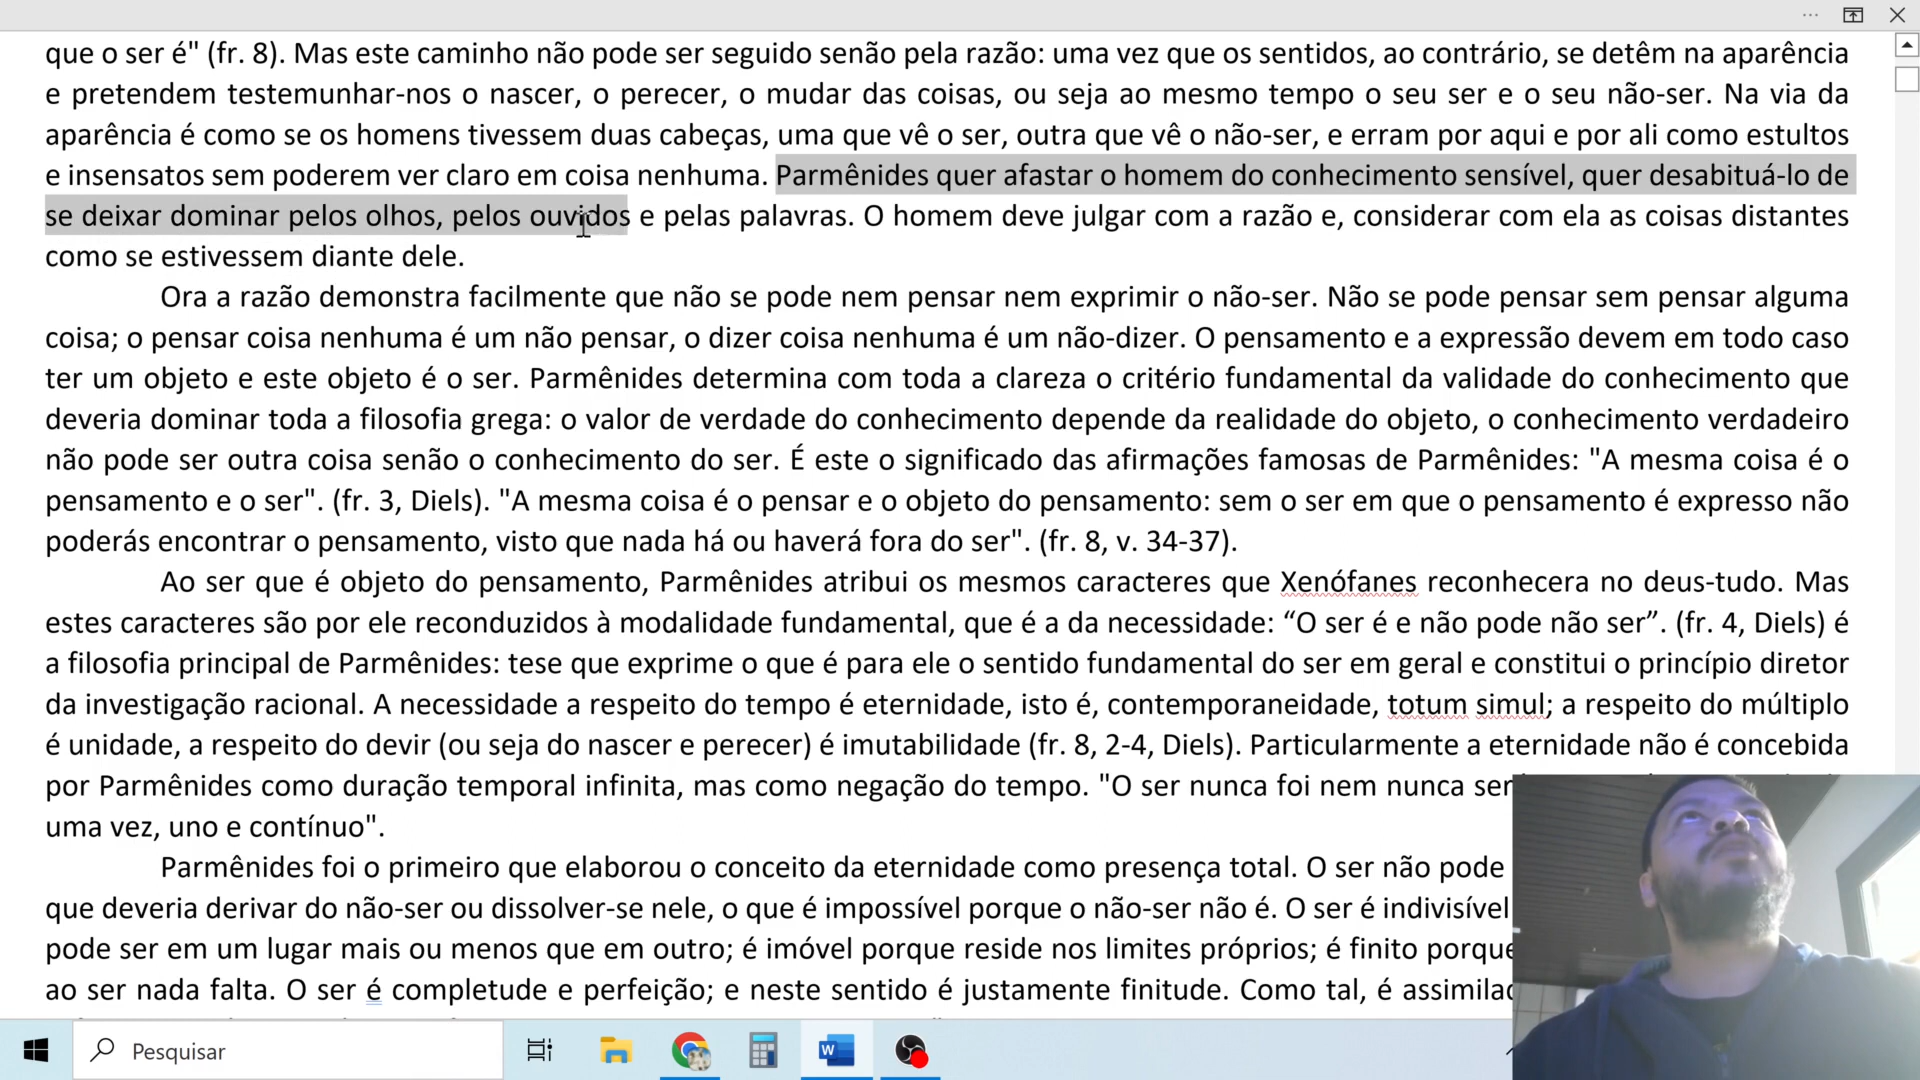 que o ser é" (fr. 8). Mas este caminho não pode ser seguido senão pela razão: uma vez que os sentidos, ao contrário, se detêm na aparência
e pretendem testemunhar-nos o nascer, o perecer, o mudar das coisas, ou seja ao mesmo tempo o seu ser e o seu não-ser. Na via da
aparência é como se os homens tivessem duas cabeças, uma que vê o ser, outra que vê o não-ser, e erram por aqui e por ali como estultos
e insensatos sem poderem ver claro em coisa nenhuma. Parmênides quer afastar o homem do conhecimento sensível, quer desabituá-lo de
se deixar dominar pelos olhos, pelos ouvidos e pelas palavras. O homem deve julgar com a razão e, considerar com ela as coisas distantes
como se estivessem diante dele.
Ora a razão demonstra facilmente que não se pode nem pensar nem exprimir o não-ser. Não se pode pensar sem pensar alguma
coisa; o pensar coisa nenhuma é um não pensar, o dizer coisa nenhuma é um não-dizer. O pensamento e a expressão devem em todo caso
ter um objeto e este objeto é o ser. Parmênides determina com toda a clareza o critério fundamental da validade do conhecimento que
deveria dominar toda a filosofia grega: o valor de verdade do conhecimento depende da realidade do objeto, o conhecimento verdadeiro
não pode ser outra coisa senão o conhecimento do ser. É este o significado das afirmações famosas de Parmênides: "A mesma coisa é o
pensamento e o ser". (fr. 3, Diels). "A mesma coisa é o pensar e o objeto do pensamento: sem o ser em que o pensamento é expresso não
poderás encontrar o pensamento, visto que nada há ou haverá fora do ser". (fr. 8, v. 34-37).
Ao ser que é objeto do pensamento, Parmênides atribui os mesmos caracteres que Xenófanes reconhecera no deus-tudo. Mas
estes caracteres são por ele reconduzidos à modalidade fundamental, que é a da necessidade: “O ser é e não pode não ser”. (fr. 4, Diels) é
a filosofia principal de Parmênides: tese que exprime o que é para ele o sentido fundamental do ser em geral e constitui o princípio diretor
da investigação racional. A necessidade a respeito do tempo é eternidade, isto é, contemporaneidade, totum simul; a respeito do múltiplo
é unidade, a respeito do devir (ou seja do nascer e perecer) é imutabilidade (fr. 8, 2-4, Diels). Particularmente a eternidade não é concebida
por Parmênides como duração temporal infinita, mas como negação do tempo. "O ser nunca foi nem nunca
uma vez, uno e contínuo".
Parmênides foi o primeiro que elaborou o conceito da eternidade como presença total. O ser não pode
que deveria derivar do não-ser ou dissolver-se nele, o que é impossível porque o não-ser não é. O ser é indivisível
pode ser em um lugar mais ou menos que em outro; é imóvel porque reside nos limites próprios; é finito porque
ao ser nada falta. O ser é completude e perfeição; e neste sentido é justamente finitude. Como tal, é
Pesquisar